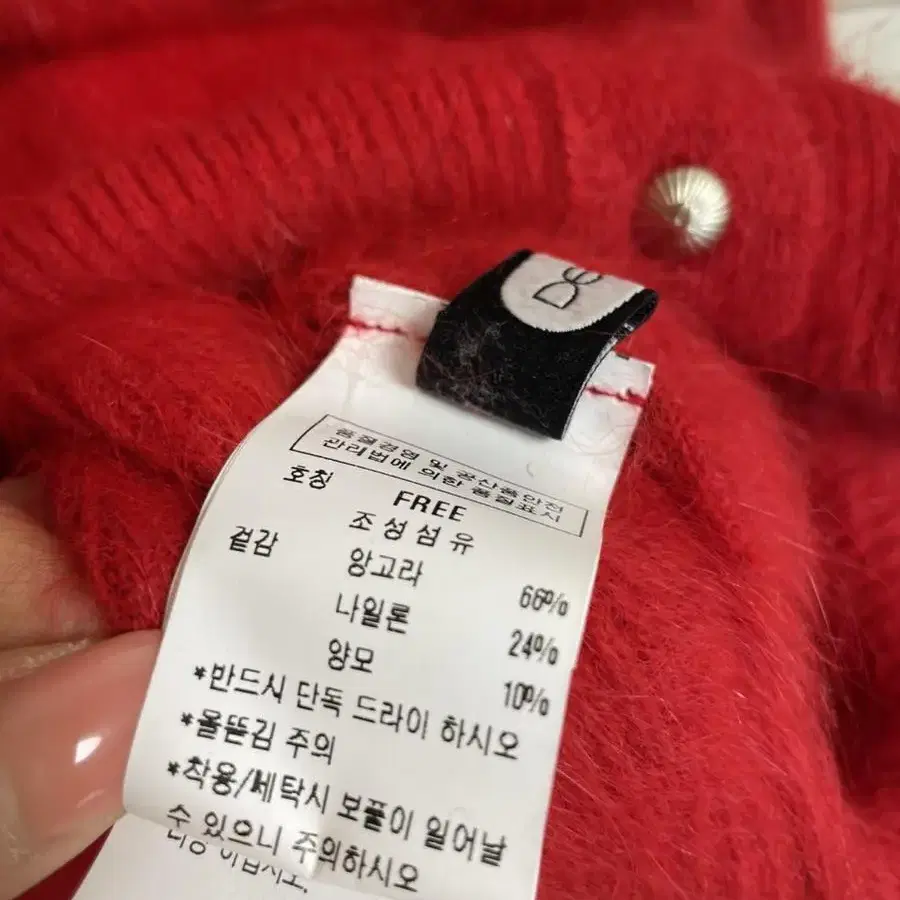 DE
품질경영 및 공산품안전
관리법에 의한 품질표시
호칭 FREE
조성섬유
겉감 앙고라 66%
나일론 24%
양모 10%
*반드시 단독 드라이 하시오
*올뜯김 주의
*착용/세탁시 보풀이 일어날
수 있으니 주의하시오